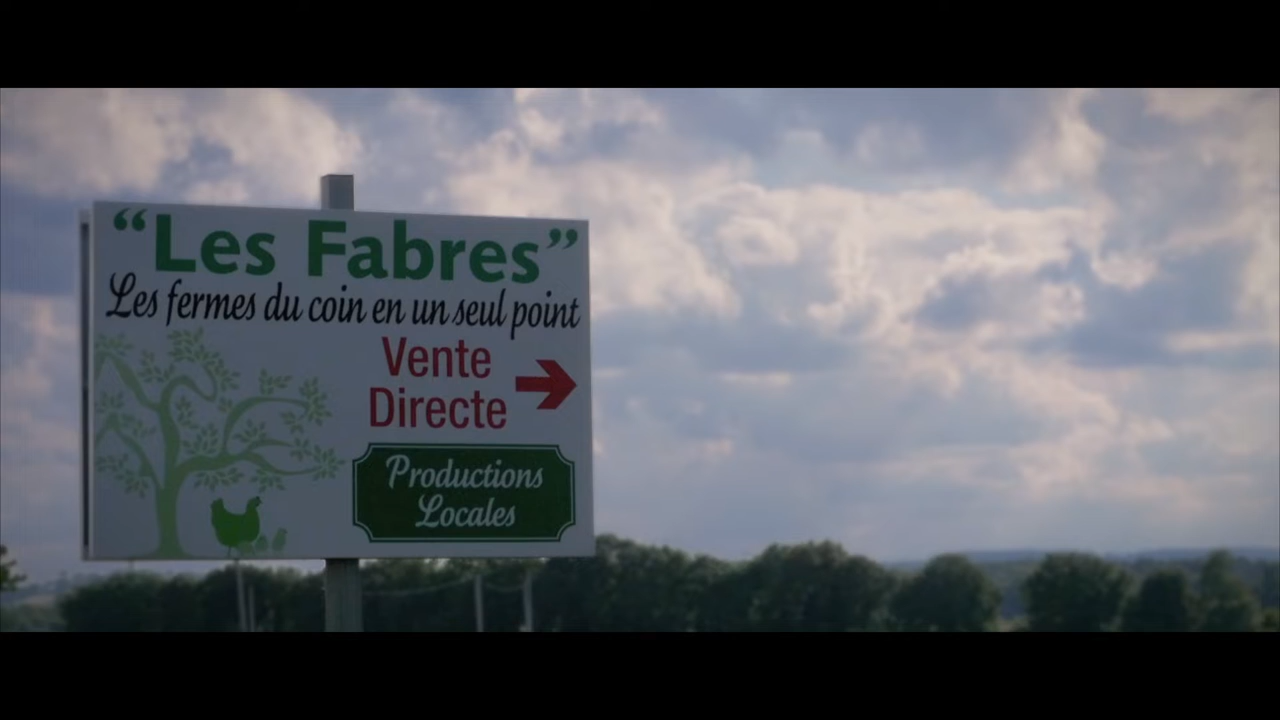 “Les Fabres”
Les fermes du coin en un seul point
Vente
Directe
Productions
Locales